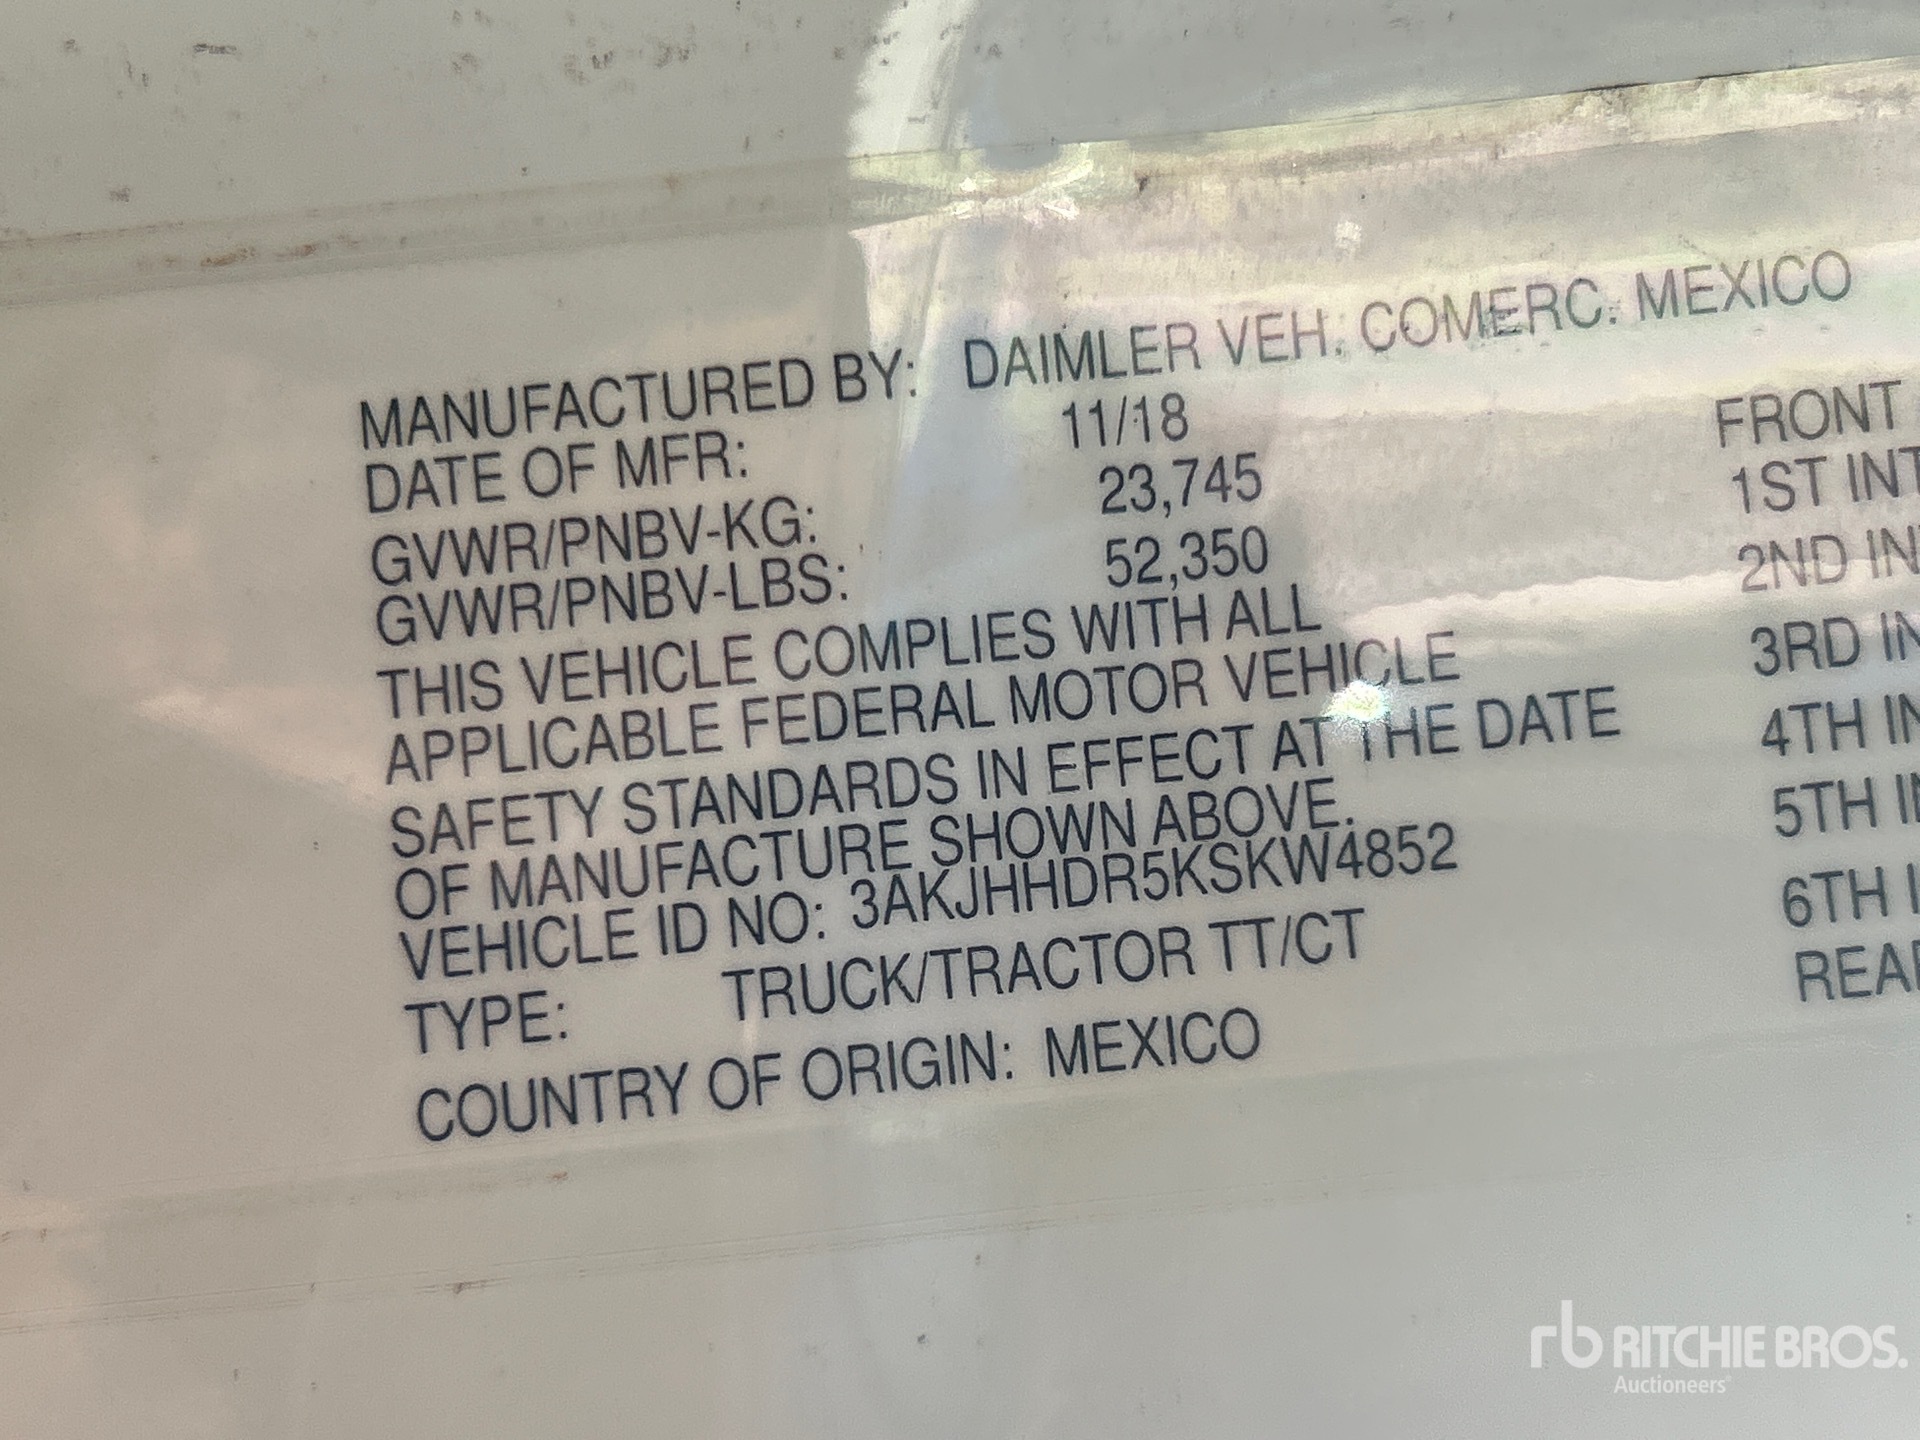 MANUFACTURED BY: DAIMLER VEH. COMERC. MEXICO
DATE OF MFR: 11/18
FRONT
GVWR/PNBV-KG: 23,745
1ST INT
GVWR/PNBV-LBS: 52,350
2ND IN
THIS VEHICLE COMPLIES WITH ALL
3RD IN
APPLICABLE FEDERAL MOTOR VEHICLE
4TH IN
SAFETY STANDARDS IN EFFECT AT THE DATE
5TH IN
OF MANUFACTURE SHOWN ABOVE.
VEHICLE ID NO: 3AKJHHDR5KSKW4852
6TH I
TYPE: TRUCK/TRACTOR TT/CT
REAR
COUNTRY OF ORIGIN: MEXICO
rb RITCHIE BROS.
Auctioneers